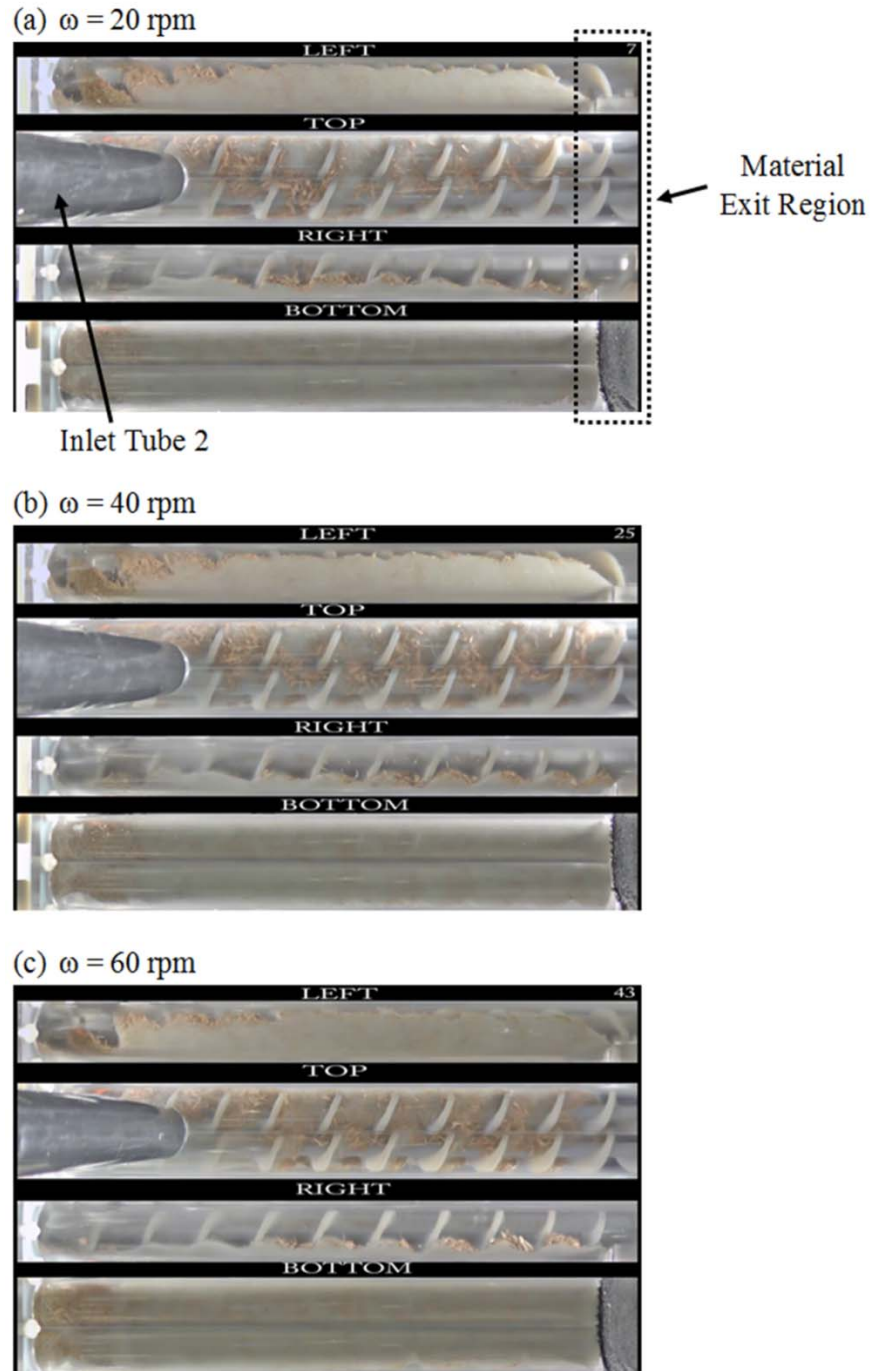 (a) ω = 20 rpm
LEFT 7
TOP
RIGHT
BOTTOM
Material
Exit Region
Inlet Tube 2
(b) ω = 40 rpm
LEFT 25
TOP
RIGHT
BOTTOM
(c) ω = 60 rpm
LEFT 43
TOP
RIGHT
BOTTOM